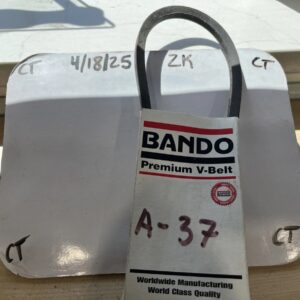 CT 4/18/25 ZK CT
BANDO
Premium V-Belt
A-37
CT
CT
Worldwide Manufacturing
World Class Quality